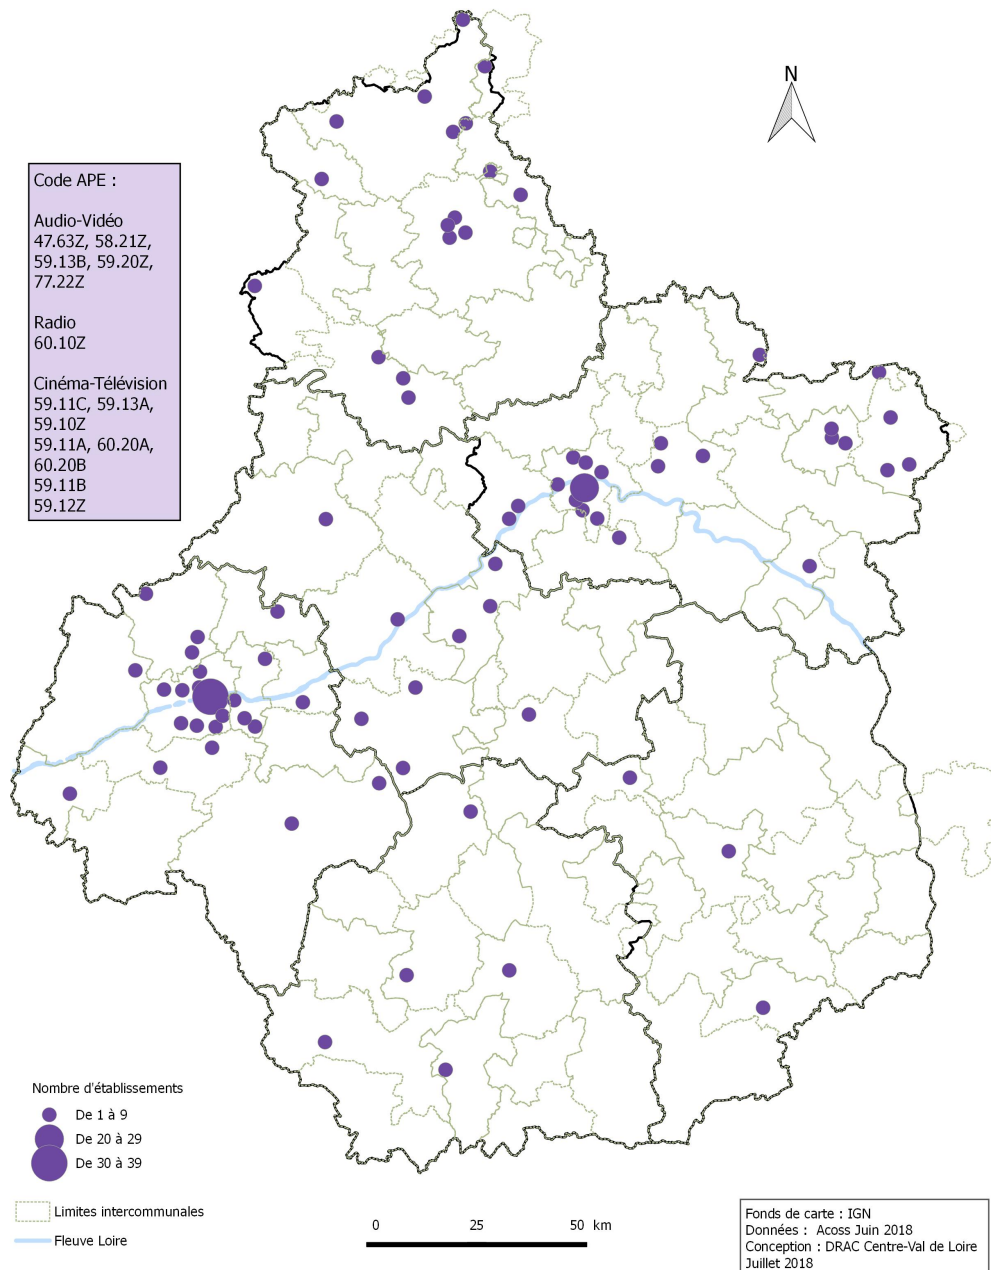 N
Code APE :
Audio-Vidéo
47.63Z, 58.21Z,
59.13B, 59.20Z,
77.22Z
Radio
60.10Z
Cinéma-Télévision
59.11C, 59.13A,
59.10Z
59.11A, 60.20A,
60.20B
59.11B
59.12Z
Nombre d'établissements
De 1 à 9
De 20 à 29
De 30 à 39
Limites intercommunales
Fleuve Loire
0 25 50 km
Fonds de carte : IGN
Données : Acoss Juin 2018
Conception : DRAC Centre-Val de Loire
Juillet 2018